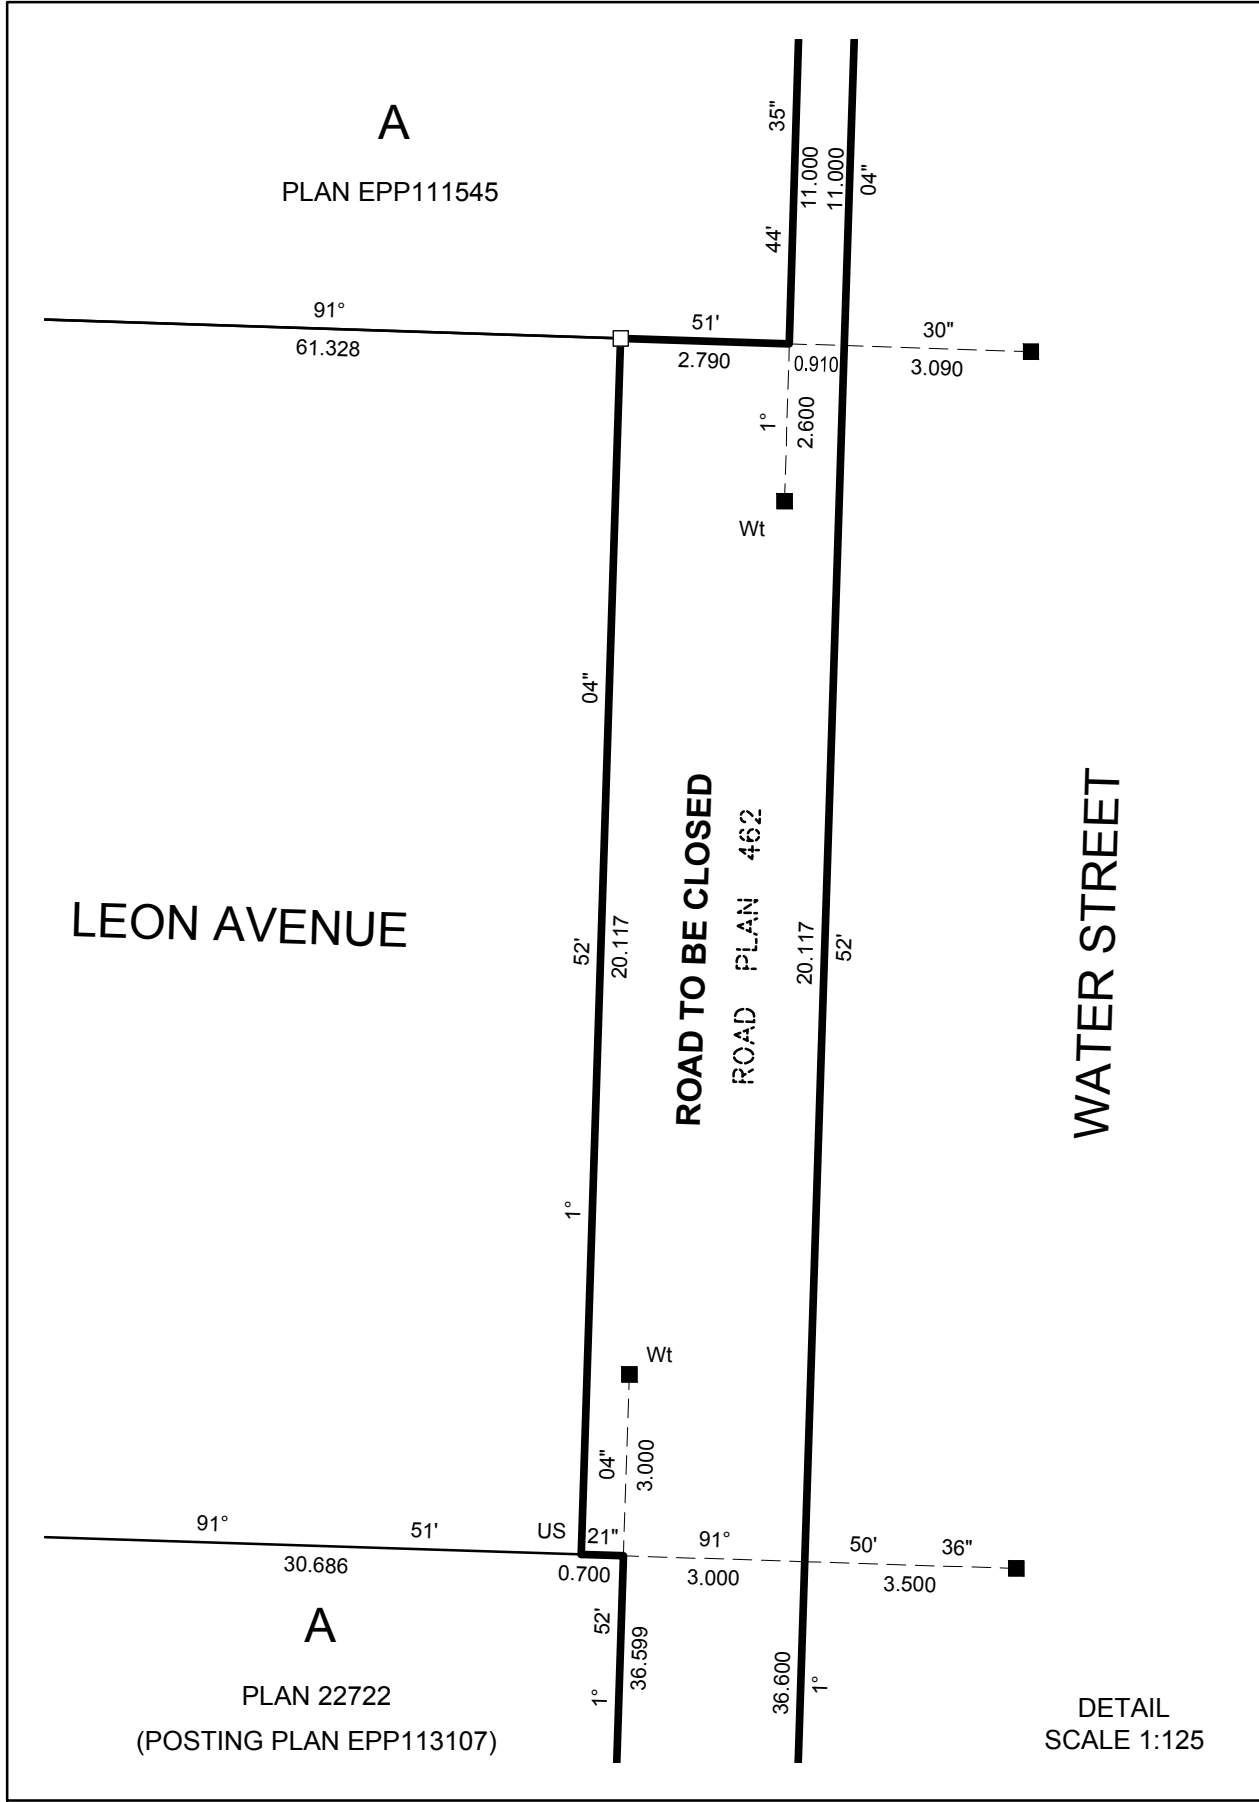 A
PLAN EPP111545
35"
44'
11.000
11.000
04"
91°
61.328
51'
2.790
0.910
30"
3.090
1°
2.600
Wt
04"
52'
20.117
1°
LEON AVENUE
ROAD TO BE CLOSED
ROAD PLAN 462
20.117
52'
WATER STREET
Wt
04"
3.000
91°
51'
30.686
US
21"
0.700
91°
3.000
50'
36"
3.500
52'
1°
36.599
36.600
1°
A
PLAN 22722
(POSTING PLAN EPP113107)
DETAIL
SCALE 1:125